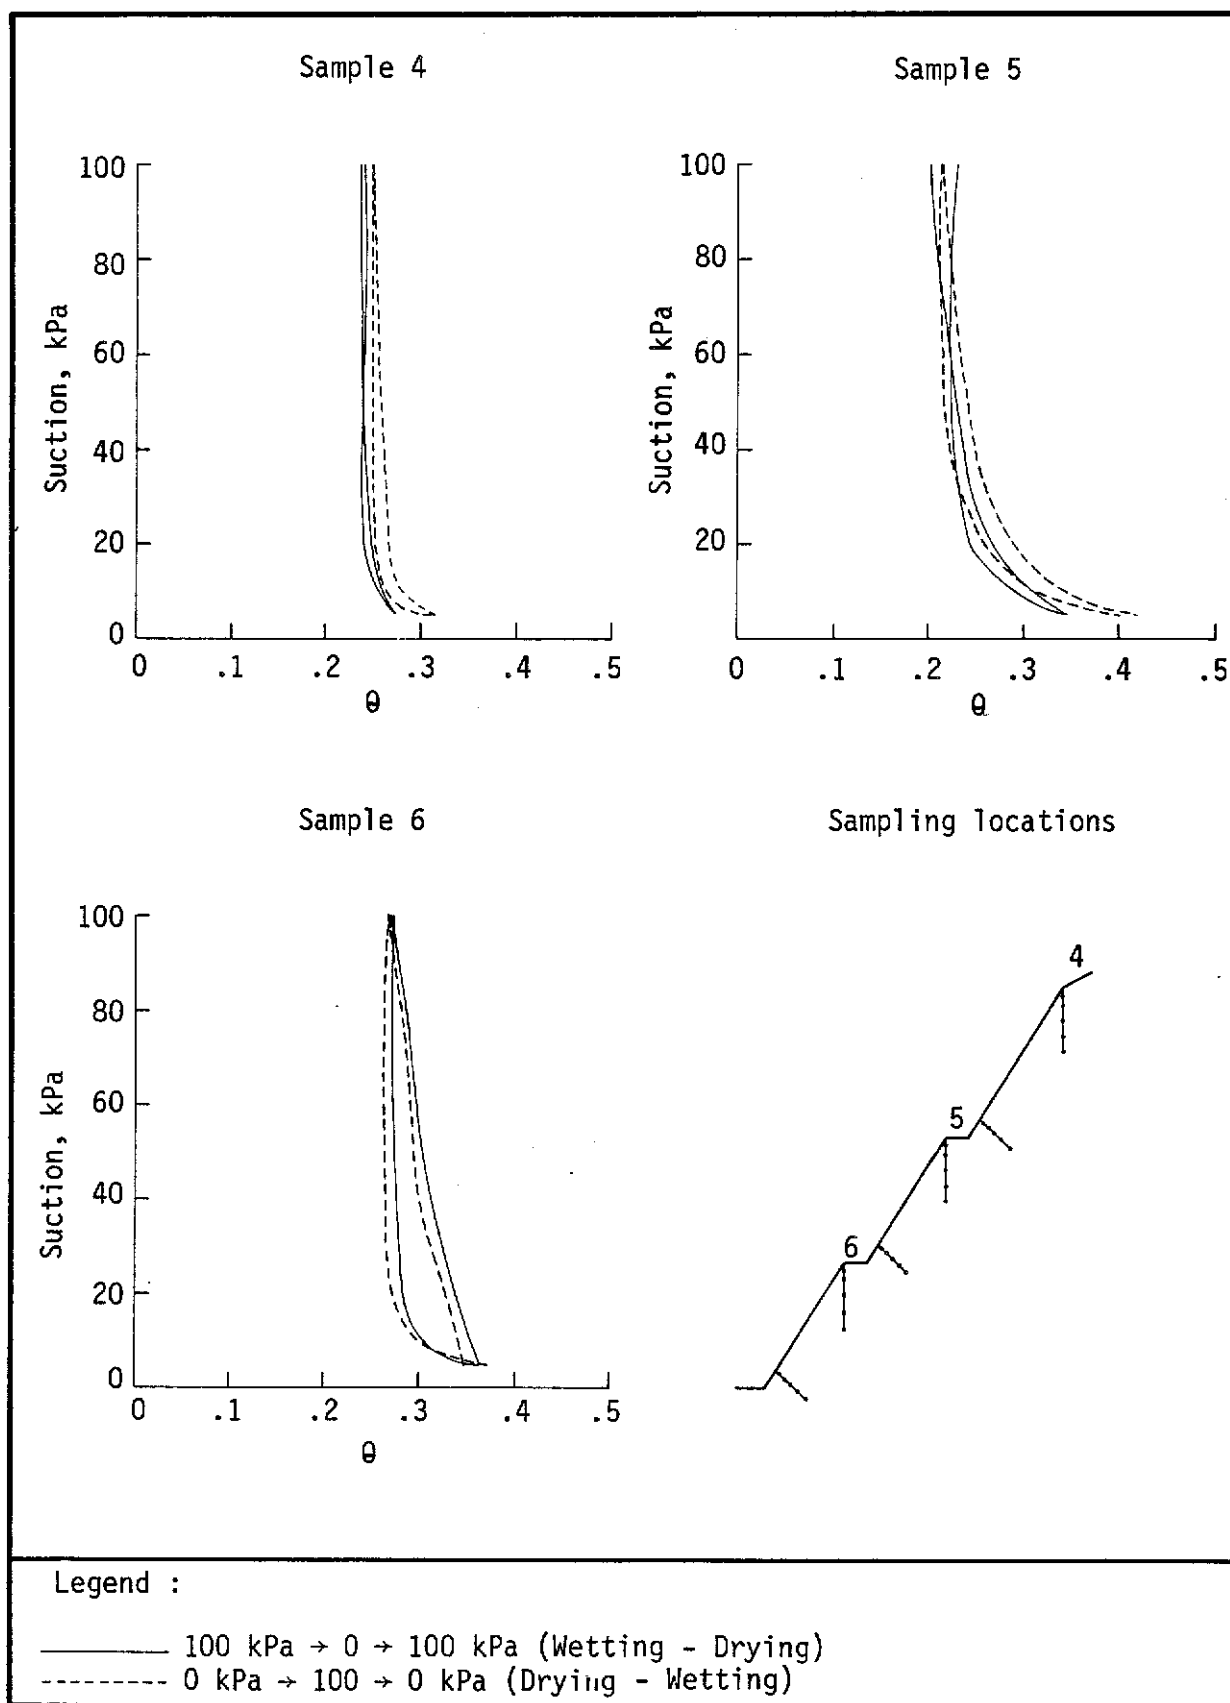 Sample 4
Suction, kPa
100
80
60
40
20
0
0 .1 .2 .3 .4 .5
θ
Sample 5
Suction, kPa
100
80
60
40
20
0 .1 .2 .3 .4 .5
θ
Sample 6
Suction, kPa
100
80
60
40
20
0
0 .1 .2 .3 .4 .5
θ
Sampling locations
4
5
6
Legend :
100 kPa → 0 → 100 kPa (Wetting - Drying)
0 kPa → 100 → 0 kPa (Drying - Wetting)